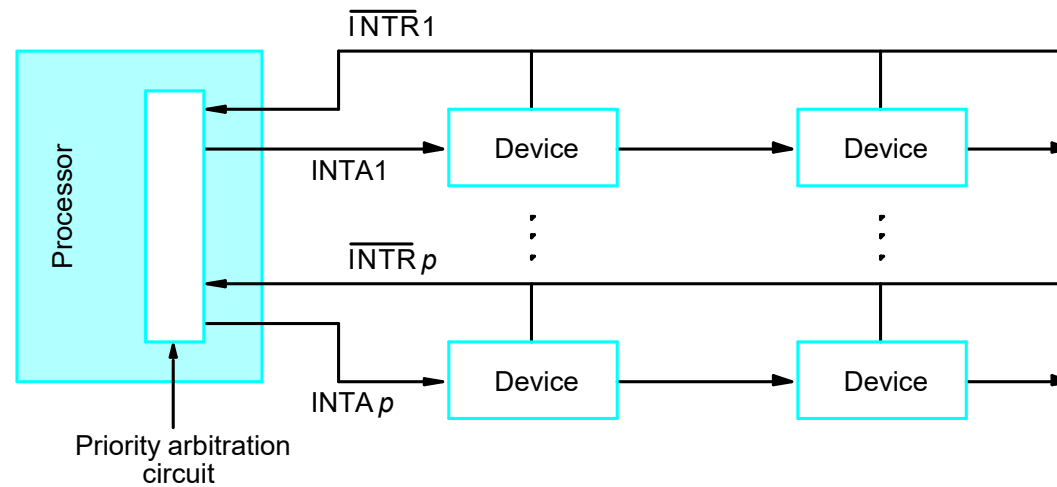 INTR1
Processor
Device
Device
INTA1
INTR p
Device
Device
INTA p
Priority arbitration
circuit